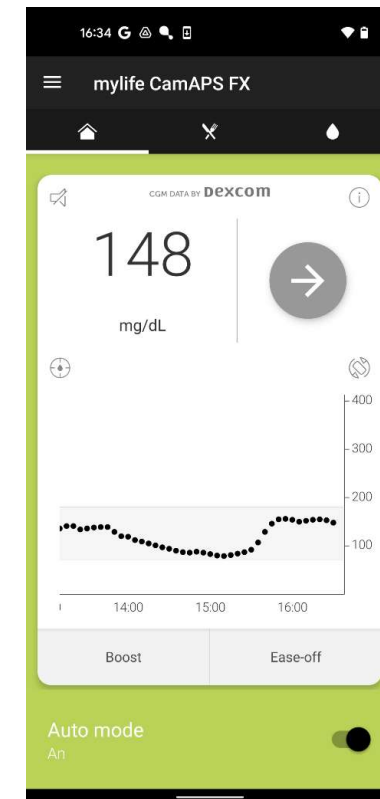 16:34 G
mylife CamAPS FX
CGM DATA BY Dexcom
148
mg/dL
400
300
200
100
14:00 15:00 16:00
Boost Ease-off
Auto mode
An